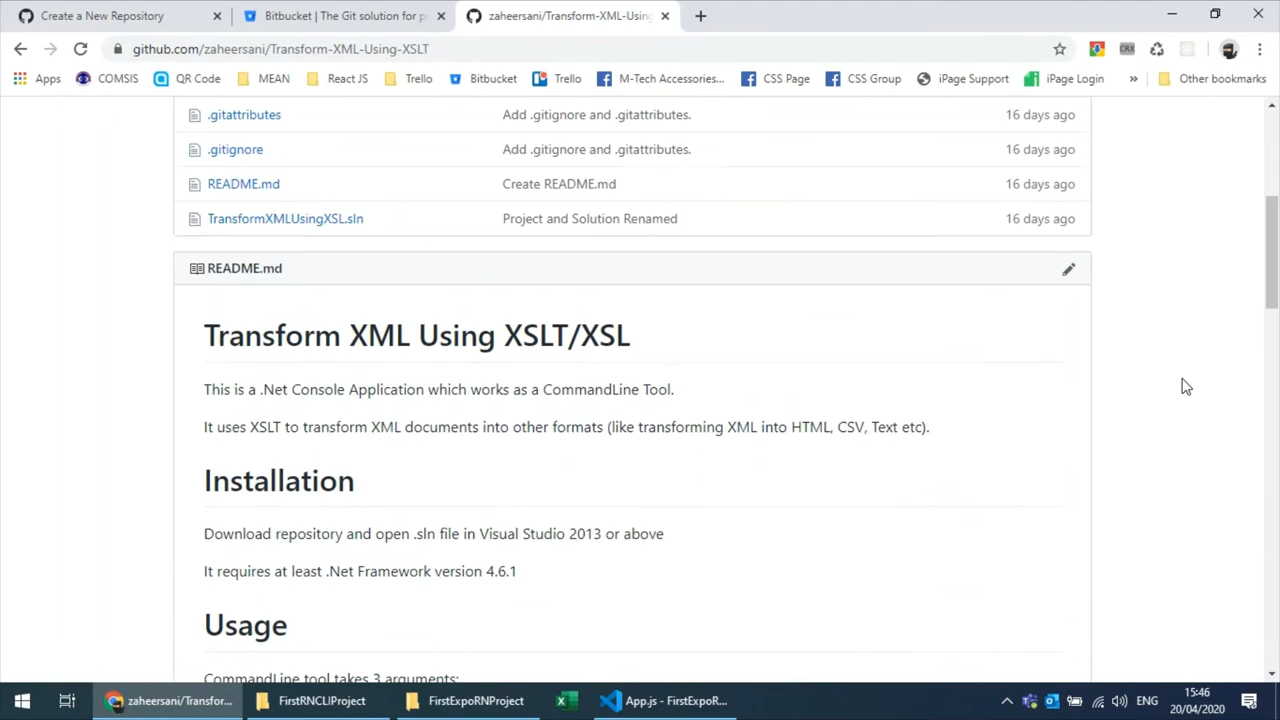 Create a New Repository
Bitbucket | The Git solution for p
zaheersani/Transform-XML-Using
github.com/zaheersani/Transform-XML-Using-XSLT
Apps COMSIS QR Code MEAN React JS Trello Bitbucket Trello M-Tech Accessories... CSS Page CSS Group iPage Support iPage Login » Other bookmarks
.gitattributes Add .gitignore and .gitattributes. 16 days ago
.gitignore Add .gitignore and .gitattributes. 16 days ago
README.md Create README.md 16 days ago
TransformXMLUsingXSL.sln Project and Solution Renamed 16 days ago
README.md
Transform XML Using XSLT/XSL
This is a .Net Console Application which works as a CommandLine Tool.
It uses XSLT to transform XML documents into other formats (like transforming XML into HTML, CSV, Text etc).
Installation
Download repository and open .sln file in Visual Studio 2013 or above
It requires at least .Net Framework version 4.6.1
Usage
CommandLine tool takes 3 arguments:
zaheersani/Transfor... FirstRNCLIProject FirstExpoRNProject App.js - FirstExpoR... ENG 15:46
20/04/2020